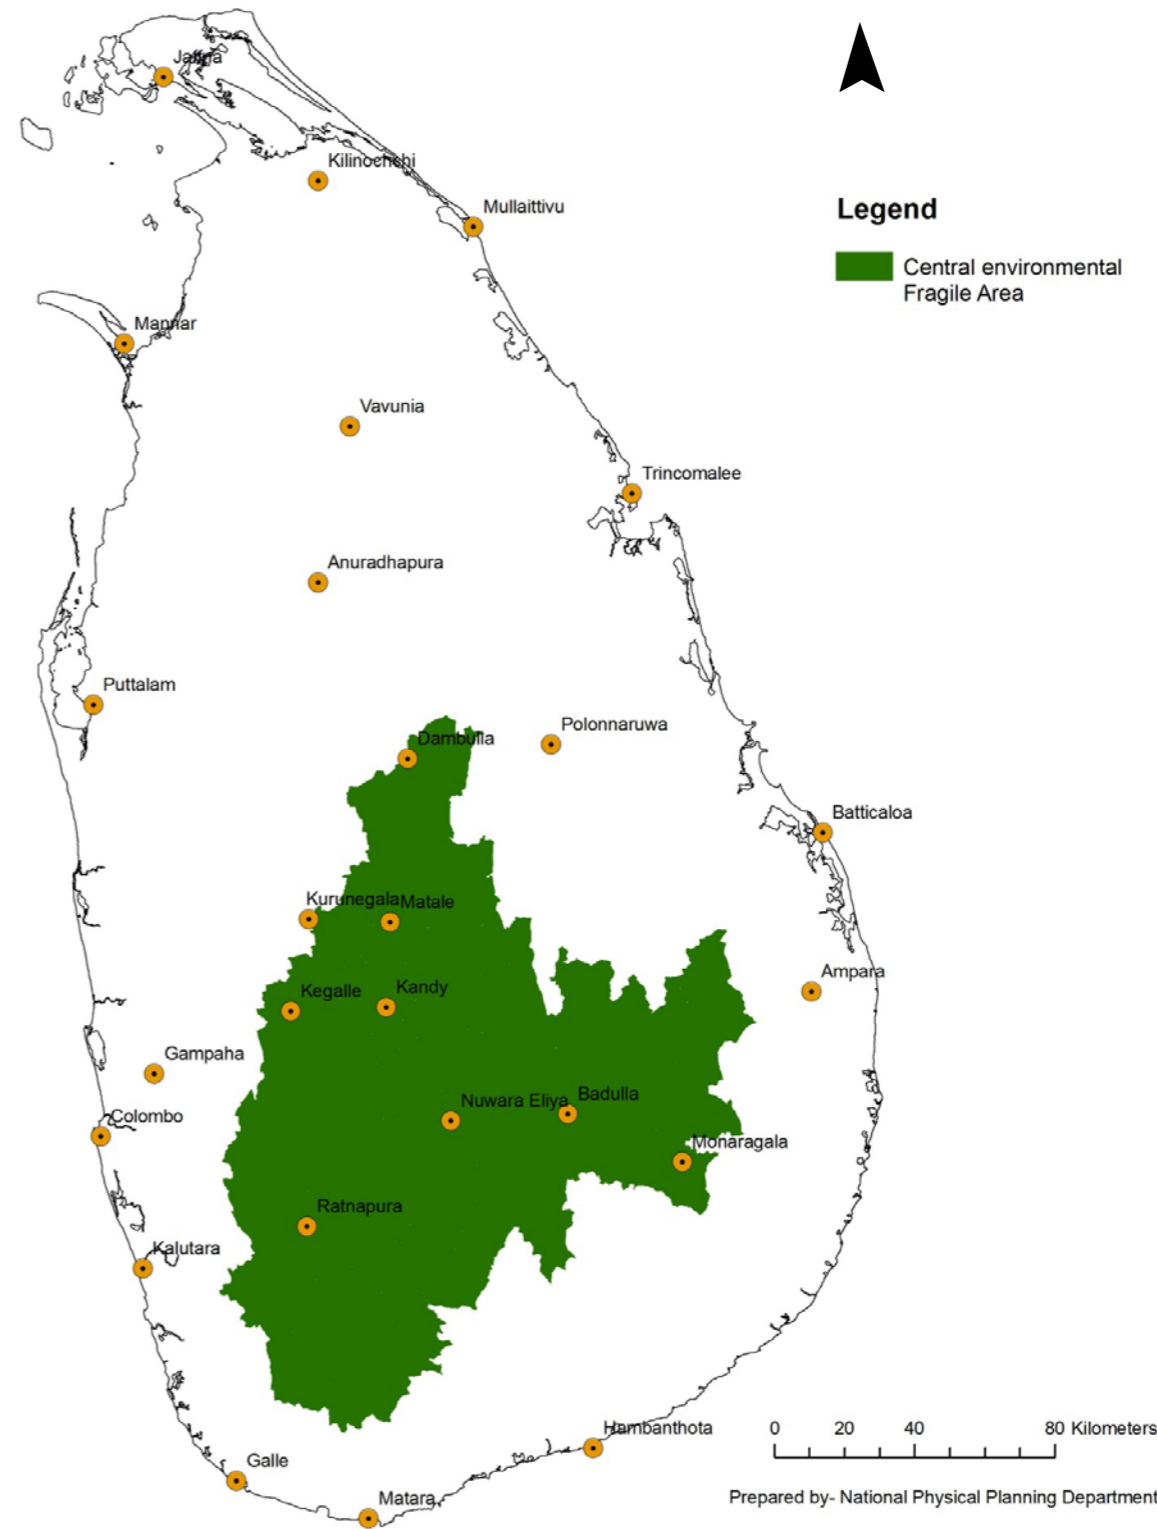 Jaffna
Kilinochchi
Mullaittivu
Legend
Central environmental
Fragile Area
Mannar
Vavunia
Trincomalee
Anuradhapura
Puttalam
Polonnaruwa
Dambulla
Batticaloa
Kurunegala
Matale
Ampara
Kegalle
Kandy
Gampaha
Nuwara Eliya
Badulla
Colombo
Monaragala
Ratnapura
Kalutara
Hambanthota
0 20 40 80 Kilometers
Galle
Matara
Prepared by- National Physical Planning Department